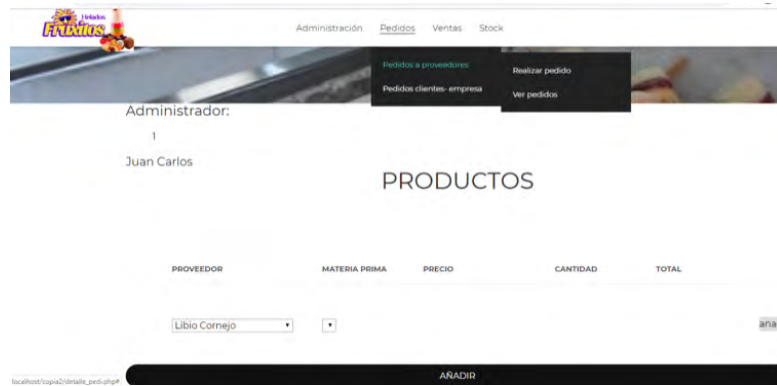 Helados
Fruxitos
Administración Pedidos Ventas Stock
Pedidos a proveedores
Realizar pedido
Pedidos clientes- empresa
Ver pedidos
Administrador:
1
Juan Carlos
PRODUCTOS
PROVEEDOR MATERIA PRIMA PRECIO CANTIDAD TOTAL
Libio Cornejo
ana
AÑADIR
localhost/copia2/detalle_pedi.php#